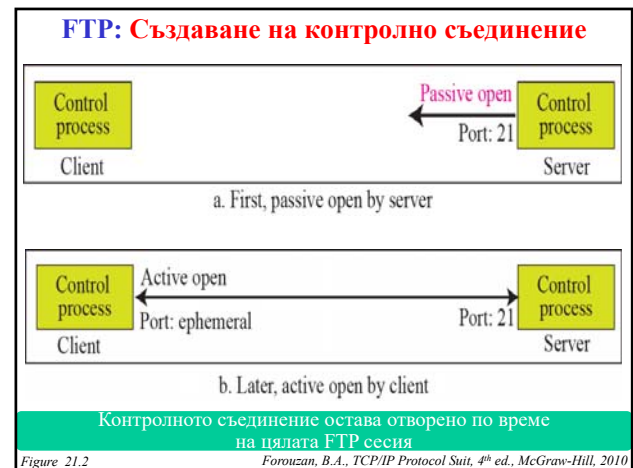 FTP: Създаване на контролно съединение
Control
process
Client
Passive open
Port: 21
Control
process
Server
a. First, passive open by server
Control
process
Client
Active open
Port: ephemeral
Port: 21
Control
process
Server
b. Later, active open by client
Контролното съединение остава отворено по време
на цялата FTP сесия
Figure 21.2
Forouzan, B.A., TCP/IP Protocol Suit, 4th ed., McGraw-Hill, 2010